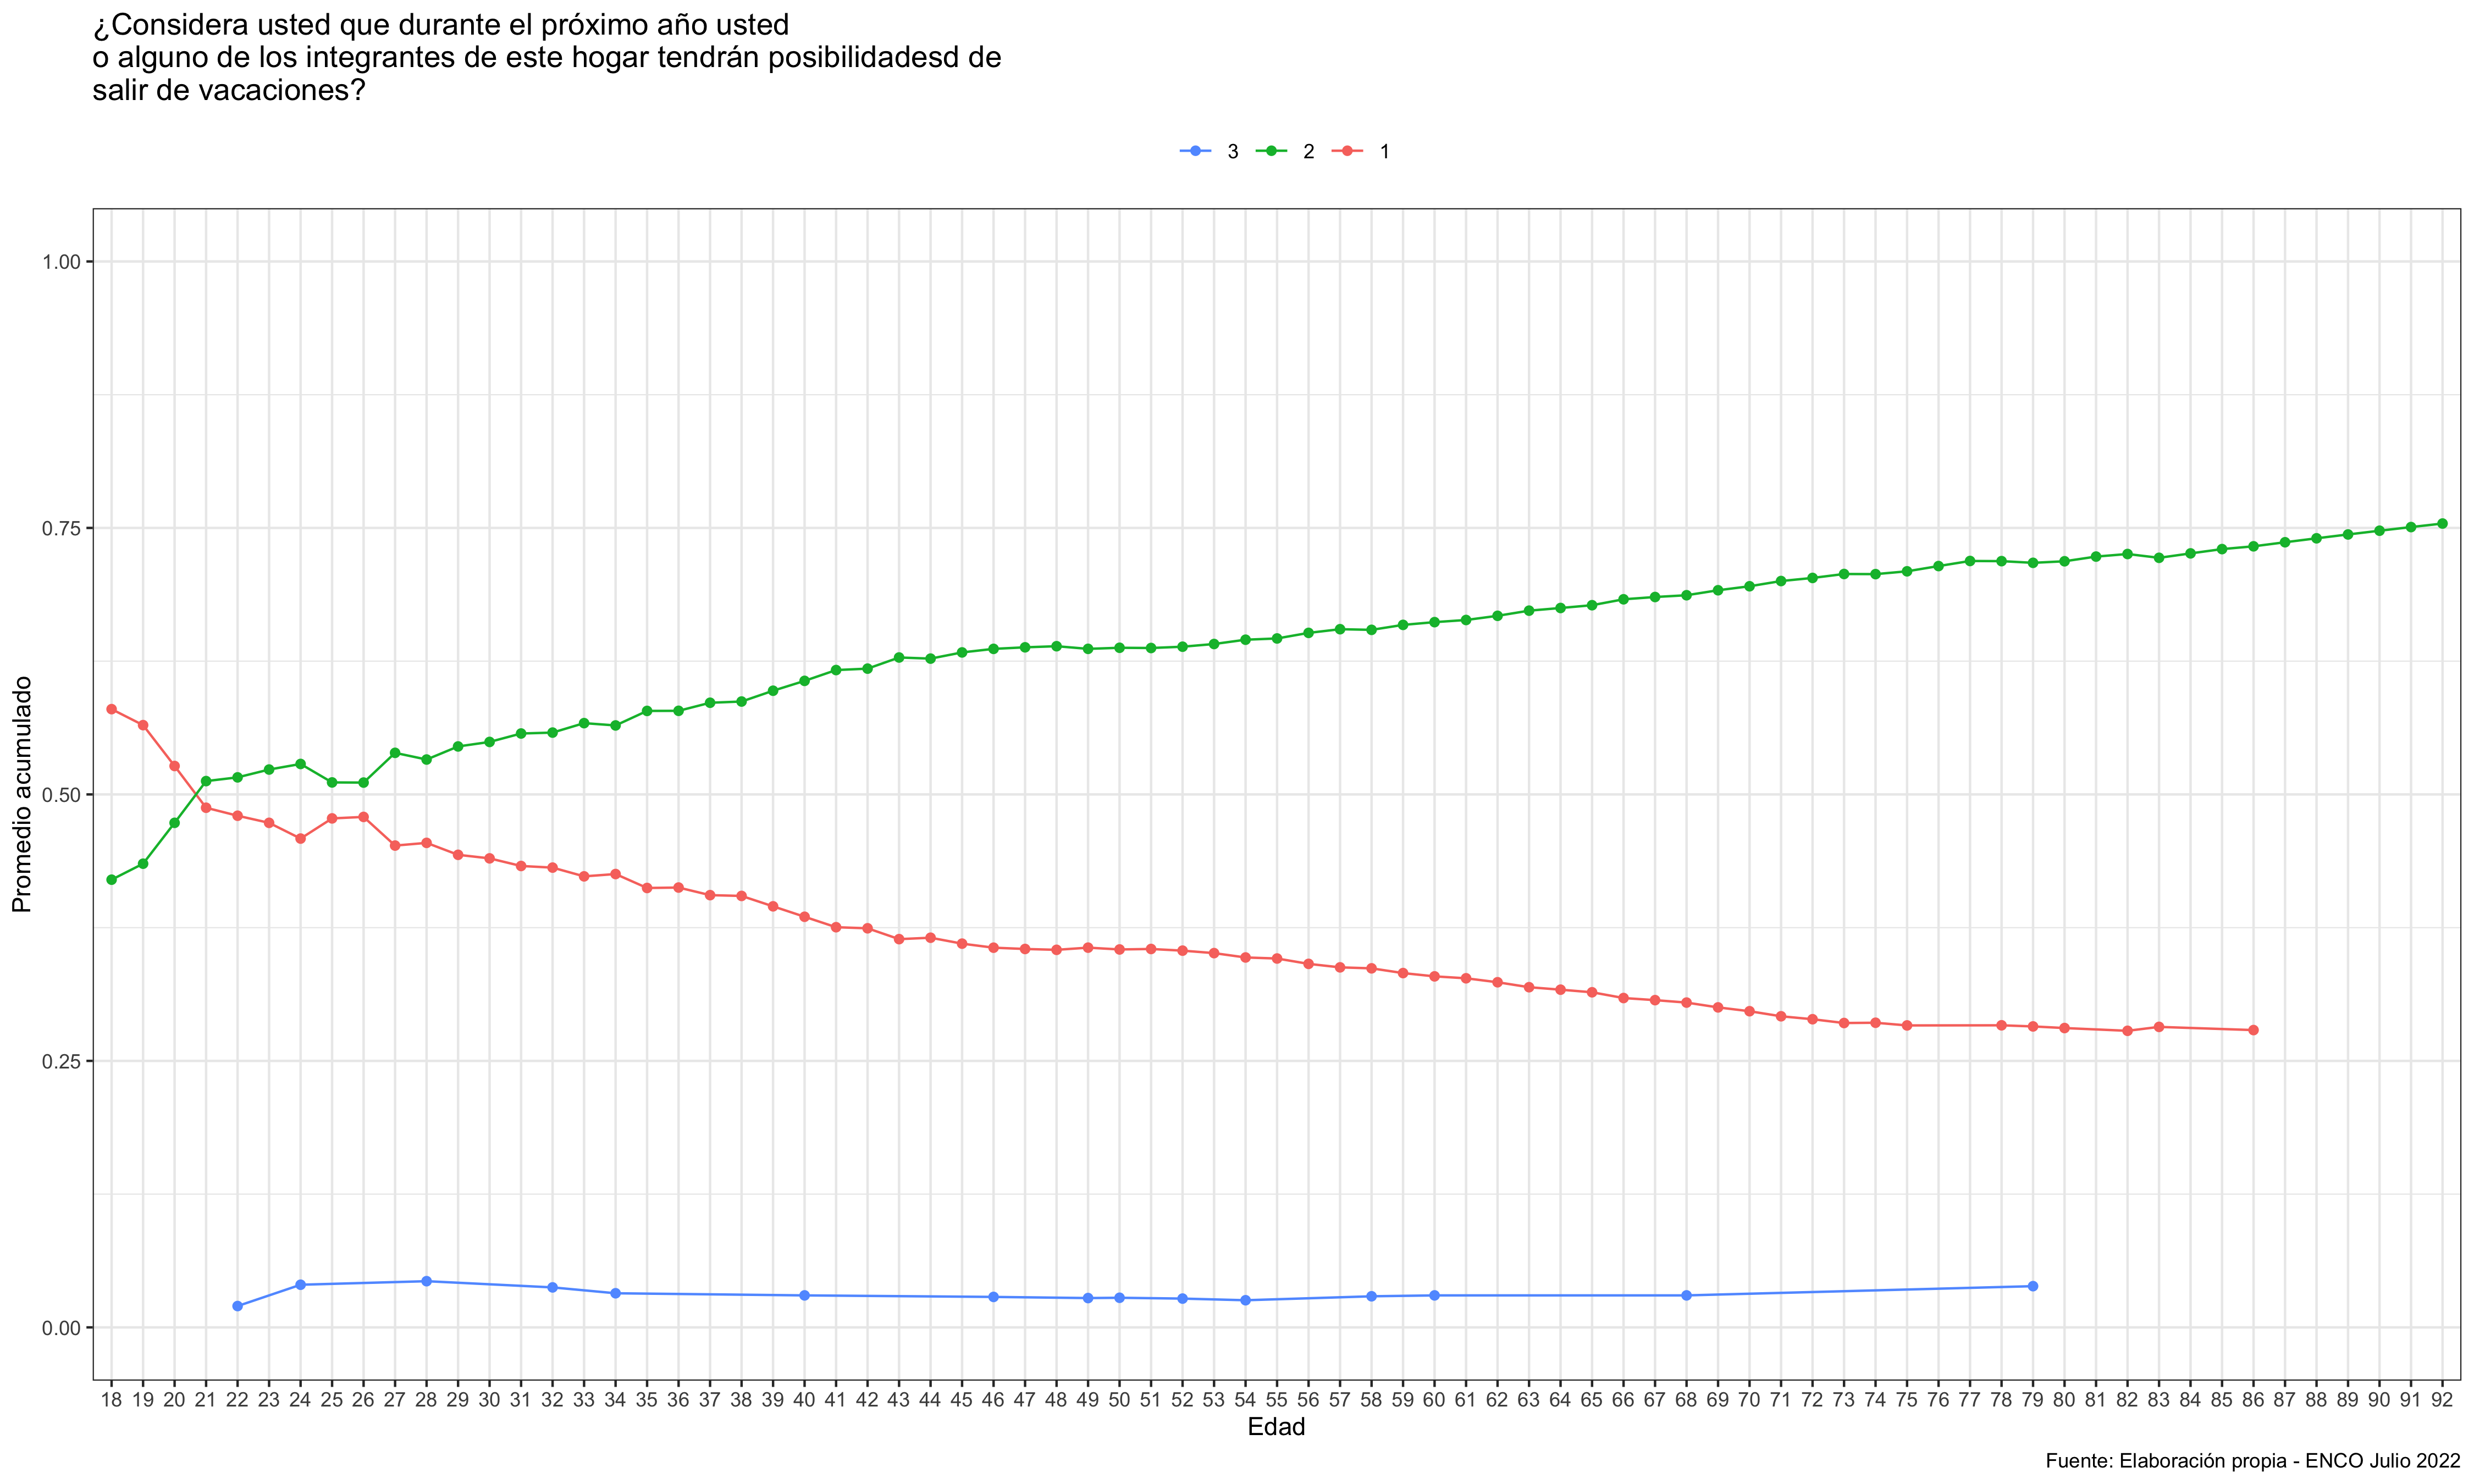 ¿Considera usted que durante el próximo año usted
o alguno de los integrantes de este hogar tendrán posibilidadesd de
salir de vacaciones?
3 2 1
1.00
0.75
0.50
0.25
0.00
Promedio acumulado
18 19 20 21 22 23 24 25 26 27 28 29 30 31 32 33 34 35 36 37 38 39 40 41 42 43 44 45 46 47 48 49 50 51 52 53 54 55 56 57 58 59 60 61 62 63 64 65 66 67 68 69 70 71 72 73 74 75 76 77 78 79 80 81 82 83 84 85 86 87 88 89 90 91 92
Edad
Fuente: Elaboración propia - ENCO Julio 2022